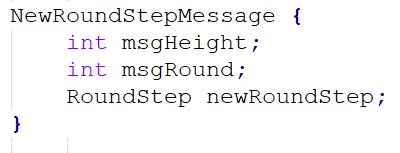 NewRoundStepMessage {
    int msgHeight;
    int msgRound;
    RoundStep newRoundStep;
}